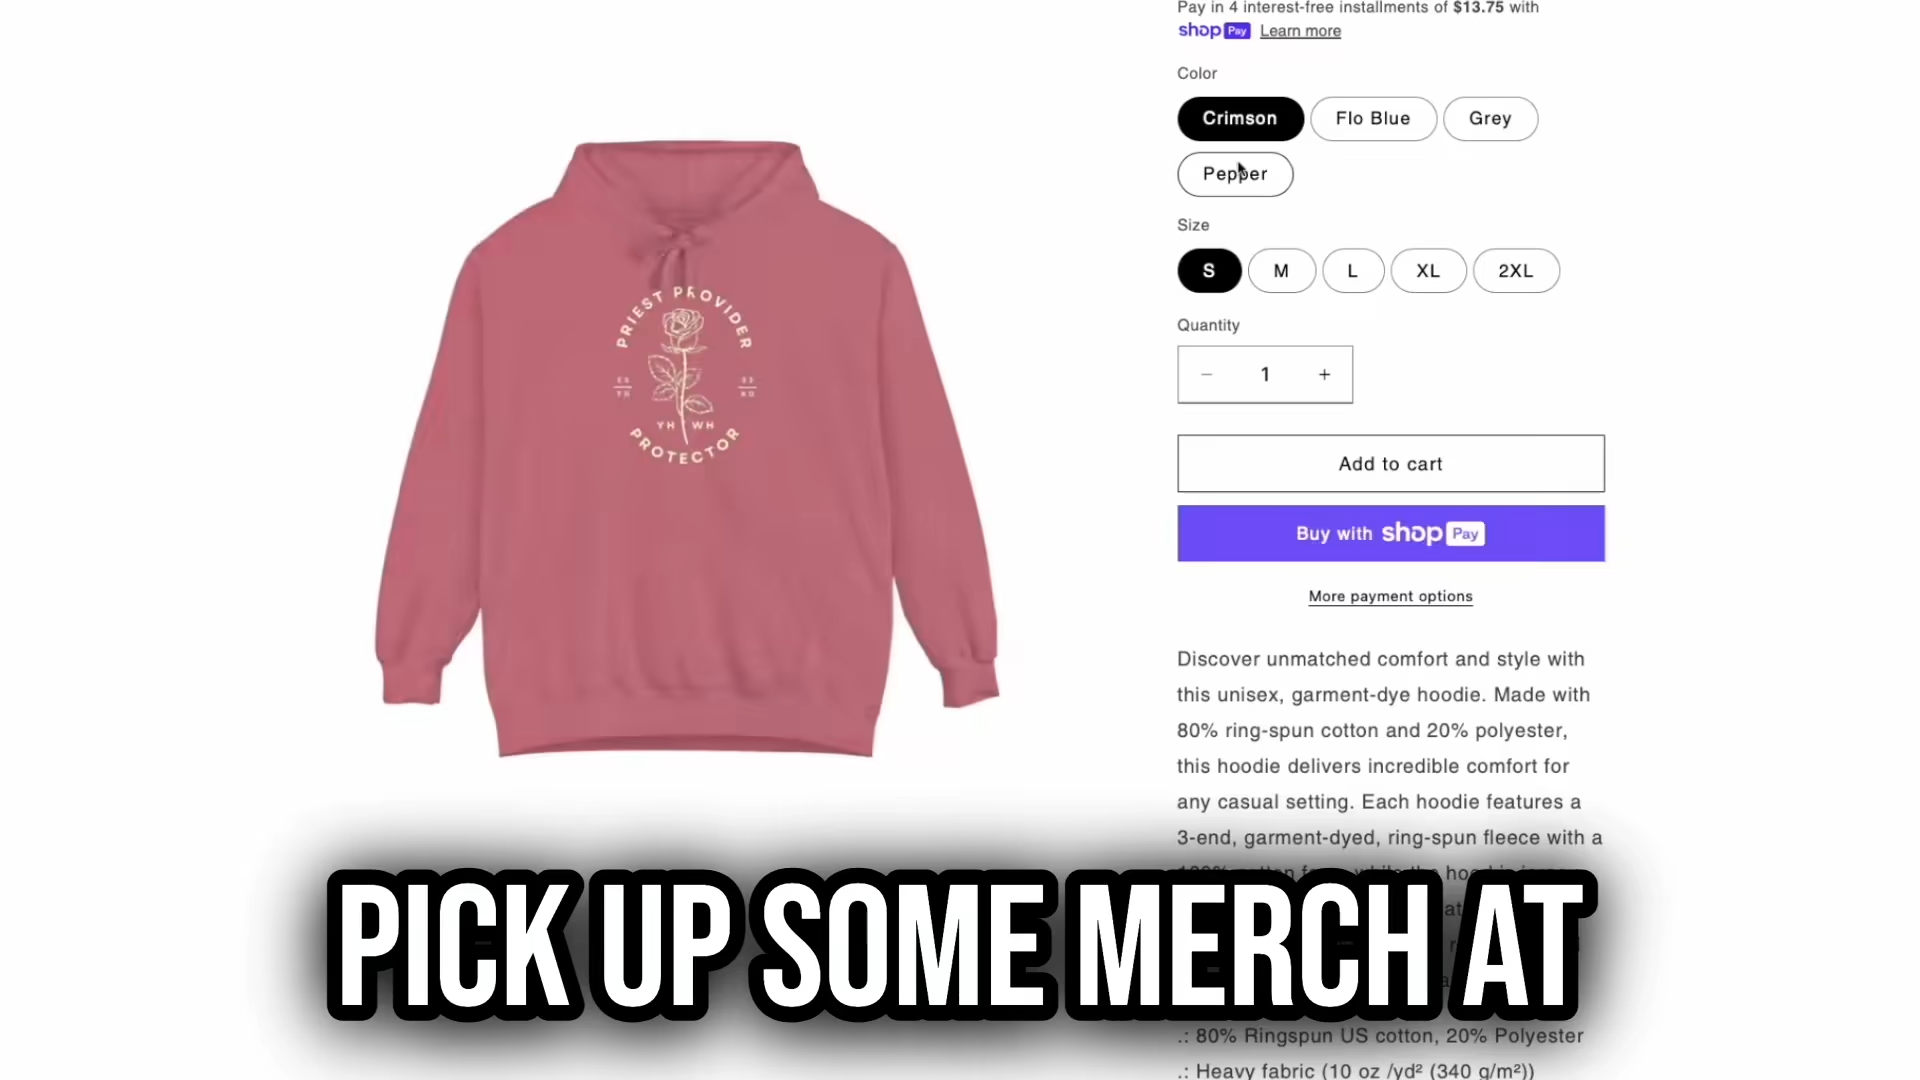 Pay in 4 interest-free installments of $13.75 with
shop Pay Learn more
Color
Crimson Flo Blue Grey
Pepper
Size
S M L XL 2XL
Quantity
− 1 +
Add to cart
Buy with shop Pay
More payment options
PRIEST PROVIDER
YH WH
PROTECTOR
Discover unmatched comfort and style with
this unisex, garment-dye hoodie. Made with
80% ring-spun cotton and 20% polyester,
this hoodie delivers incredible comfort for
any casual setting. Each hoodie features a
3-end, garment-dyed, ring-spun fleece with a
PICK UP SOME MERCH AT
.: 80% Ringspun US cotton, 20% Polyester
.: Heavy fabric (10 oz /yd² (340 g/m²))